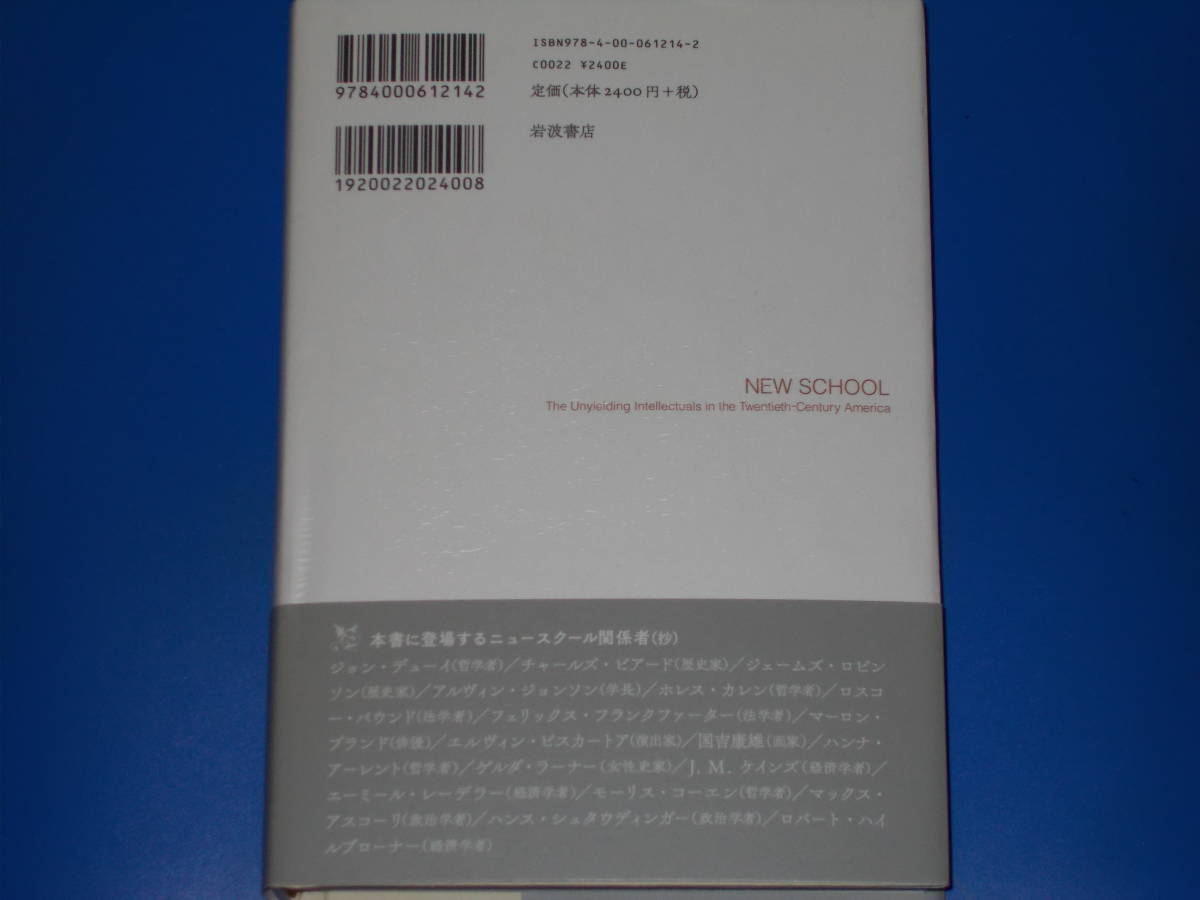 ISBN978-4-00-061214-2
C0022 ¥2400E
9784000612142
定価(本体2400円+税)
岩波書店
1920022024008
NEW SCHOOL
The Unyielding Intellectuals in the Twentieth-Century America
本書に登場するニュースクール関係者(抄)
ジョン・デューイ(哲学者)/チャールズ・ビアード(歴史家)/ジェームズ・ロビン
ソン(歴史家)/アルヴィン・ジョンソン(学長)/ホレス・カレン(哲学者)/ロスコ
ー・パウンド(法学者)/フェリックス・フランクファーター(法学者)/マーロン・
ブランド(俳優)/エルヴィン・ピスカートア(演出家)/国吉康雄(画家)/ハンナ・
アーレント(哲学者)/ゲルダ・ラーナー(女性史家)/J. M. ケインズ(経済学者)/
エーミール・レーデラー(経済学者)/モーリス・コーエン(哲学者)/マックス・
アスコーリ(政治学者)/ハンス・シュタウディンガー(政治学者)/ロバート・ハイ
ルブローナー(経済学者)